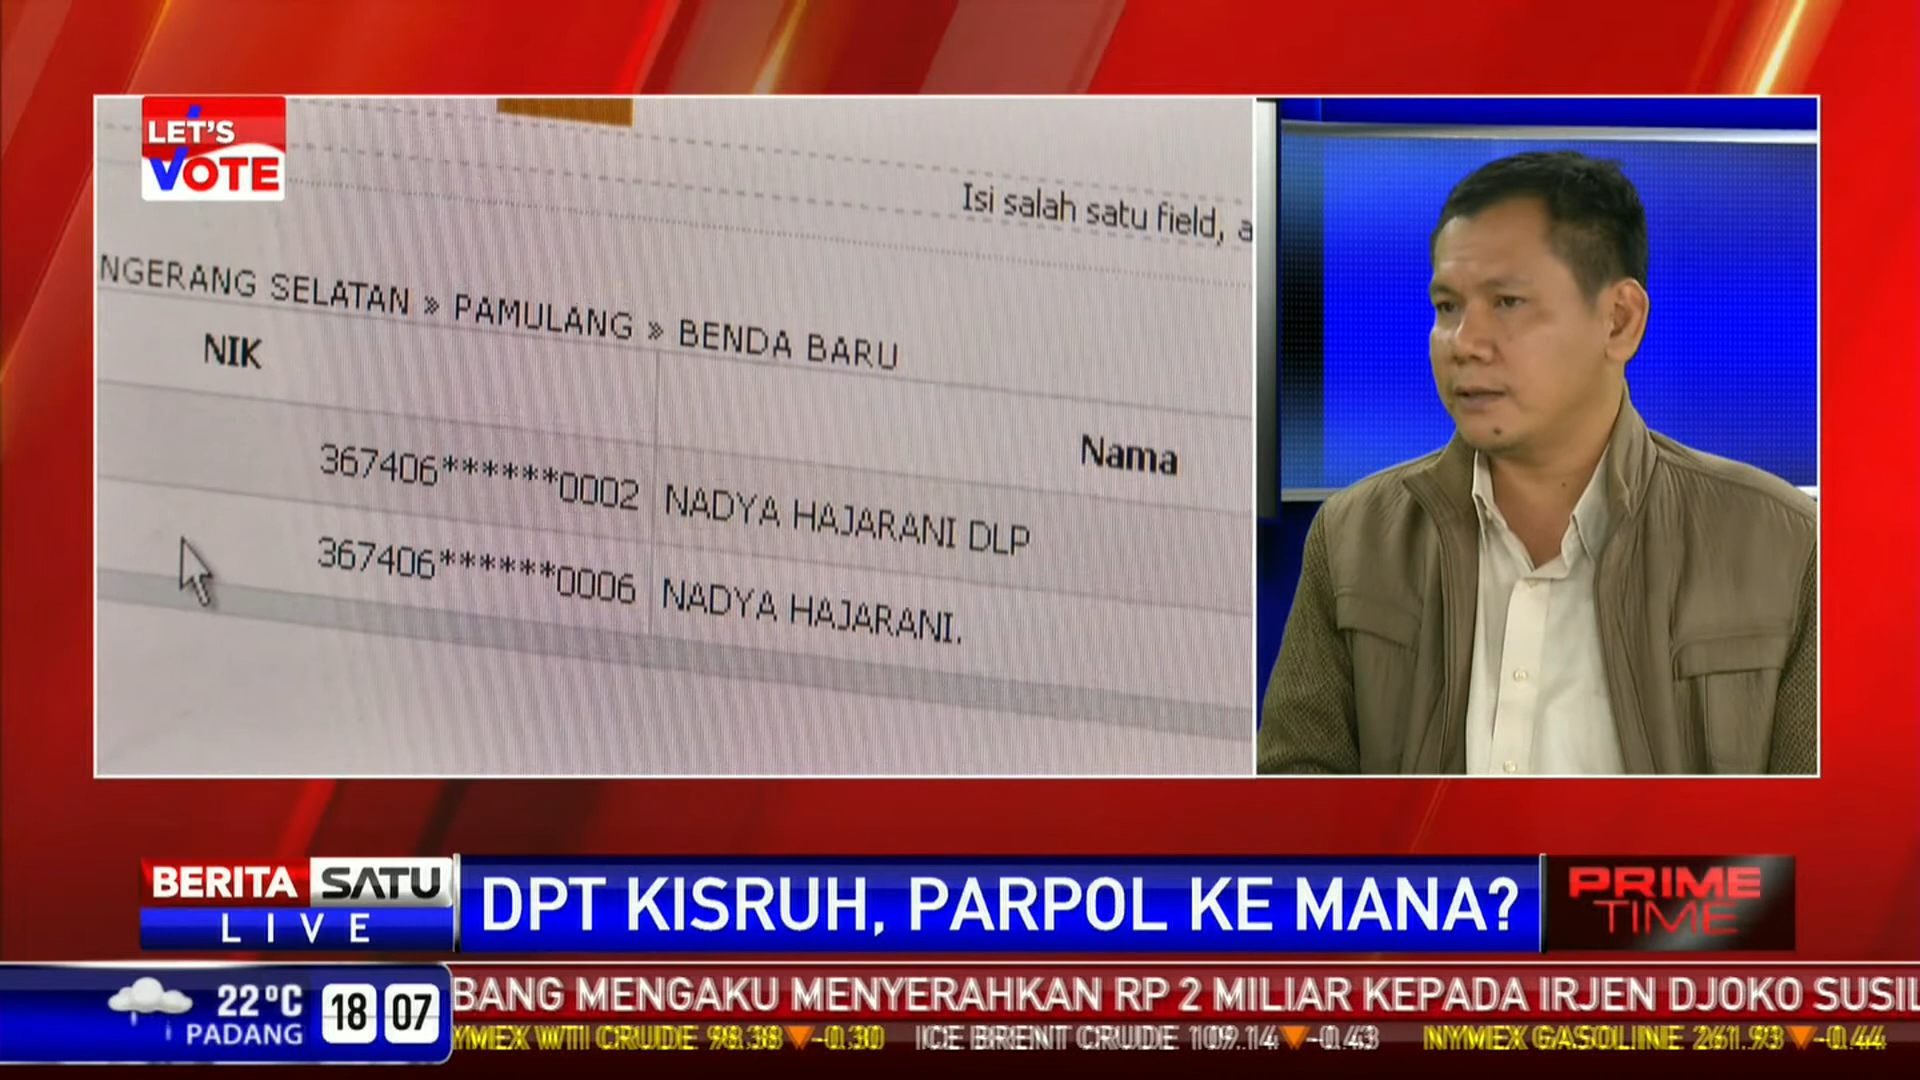 LET'S
VOTE
Isi salah satu field, a
NGERANG SELATAN » PAMULANG » BENDA BARU
NIK
Nama
367406******0002 NADYA HAJARANI DLP
367406******0006 NADYA HAJARANI.
BERITA SATU
LIVE
DPT KISRUH, PARPOL KE MANA?
PRIME
TIME
22°C
PADANG
18 07
BANG MENGAKU MENYERAHKAN RP 2 MILIAR KEPADA IRJEN DJOKO SUSIL
YMEX WTI CRUDE 98.38 ▼ -0.30 ICE BRENT CRUDE 109.14 ▼ -0.43 NYMEX GASOLINE 261.93 ▼ -0.44